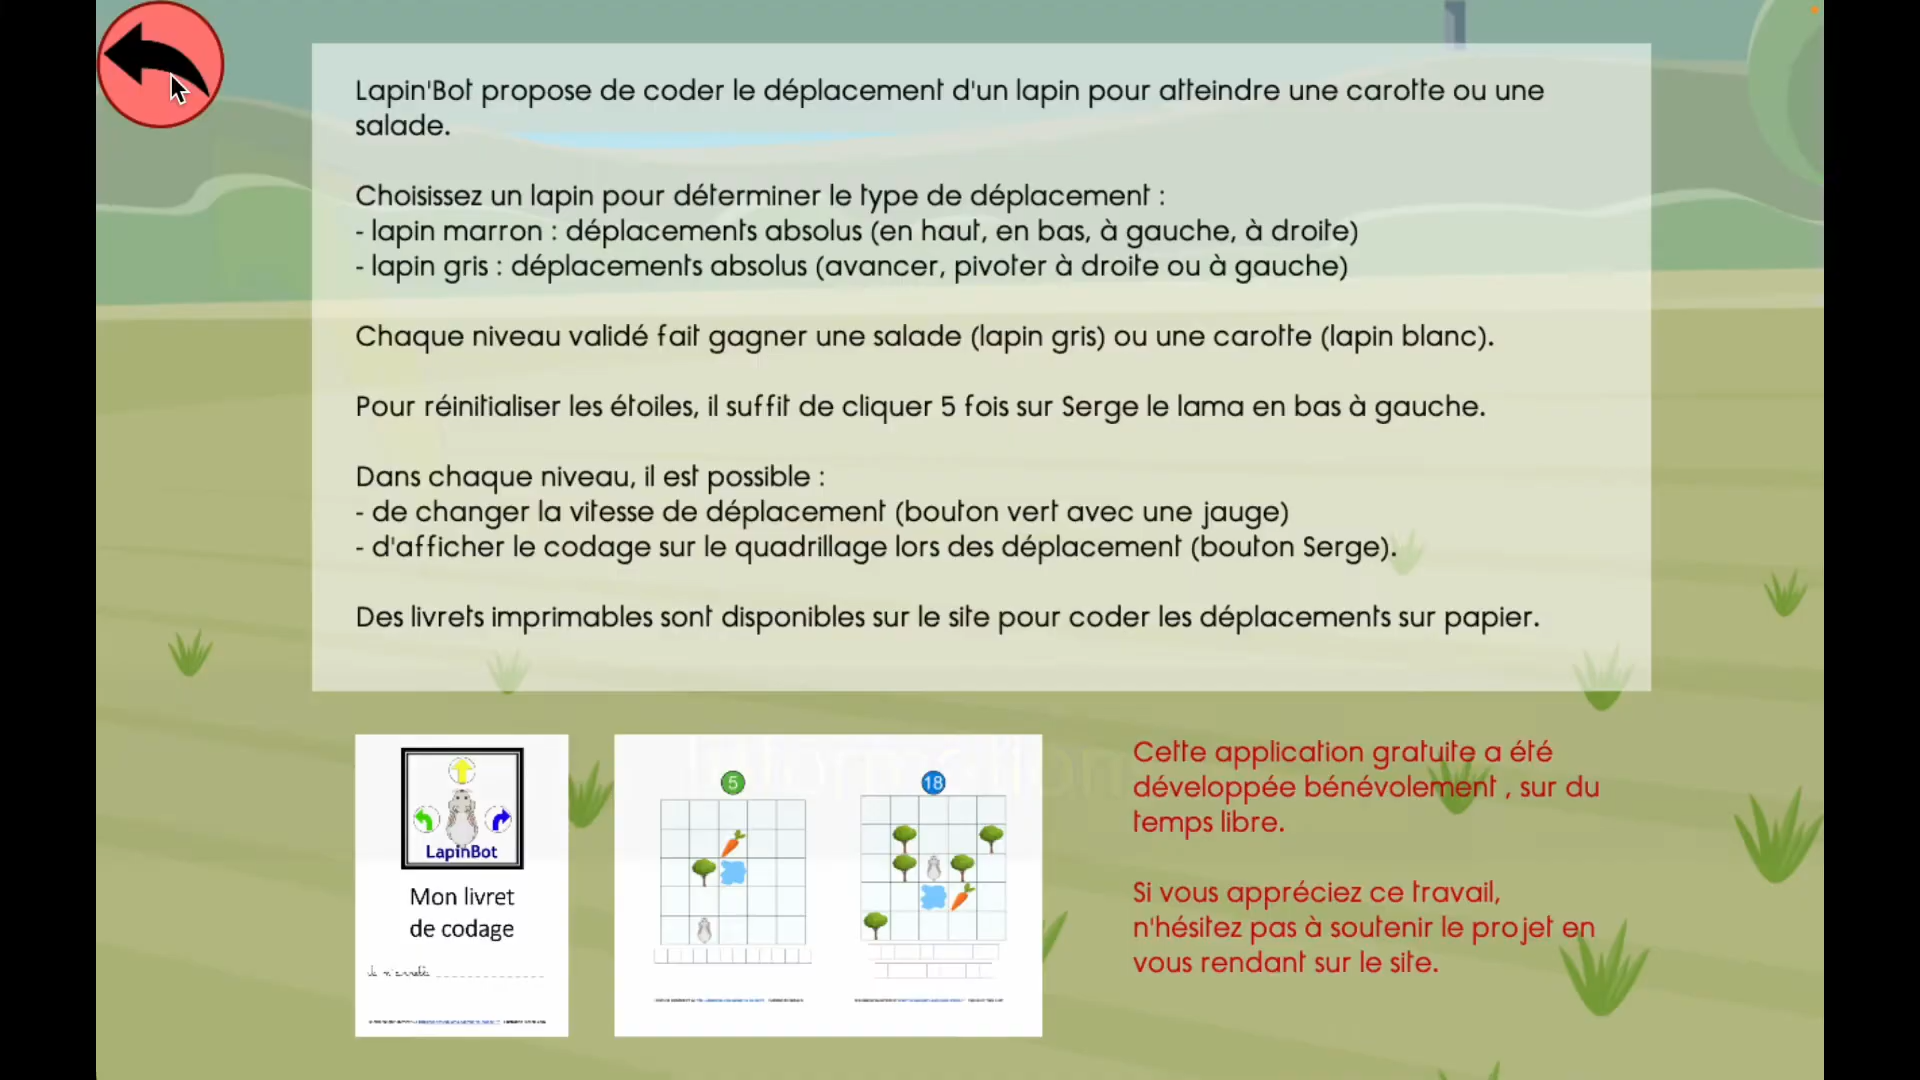 Lapin'Bot propose de coder le déplacement d'un lapin pour atteindre une carotte ou une
salade.
Choisissez un lapin pour déterminer le type de déplacement :
- lapin marron : déplacements absolus (en haut, en bas, à gauche, à droite)
- lapin gris : déplacements absolus (avancer, pivoter à droite ou à gauche)
Chaque niveau validé fait gagner une salade (lapin gris) ou une carotte (lapin blanc).
Pour réinitialiser les étoiles, il suffit de cliquer 5 fois sur Serge le lama en bas à gauche.
Dans chaque niveau, il est possible :
- de changer la vitesse de déplacement (bouton vert avec une jauge)
- d'afficher le codage sur le quadrillage lors des déplacement (bouton Serge).
Des livrets imprimables sont disponibles sur le site pour coder les déplacements sur papier.
LapinBot
Mon livret
de codage
5
18
Cette application gratuite a été
développée bénévolement , sur du
temps libre.
Si vous appréciez ce travail,
n'hésitez pas à soutenir le projet en
vous rendant sur le site.